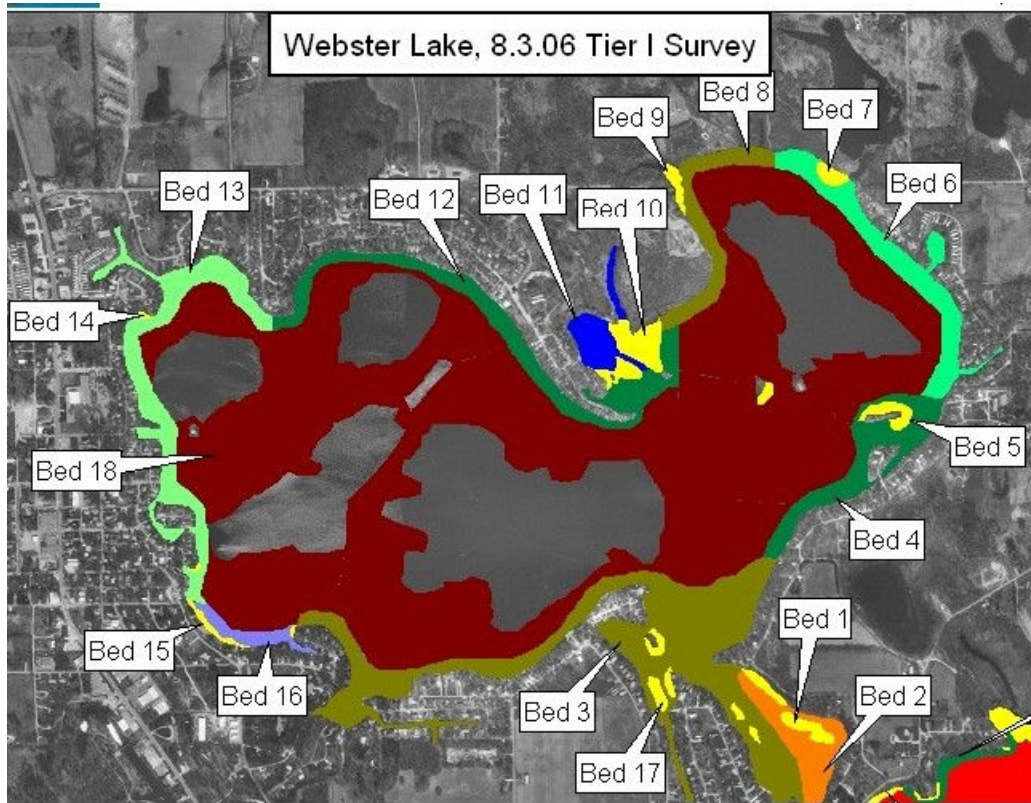 Webster Lake, 8.3.06 Tier I Survey
Bed 8
Bed 9
Bed 7
Bed 13
Bed 12
Bed 11
Bed 10
Bed 6
Bed 14
Bed 5
Bed 18
Bed 4
Bed 1
Bed 15
Bed 16
Bed 3
Bed 2
Bed 17